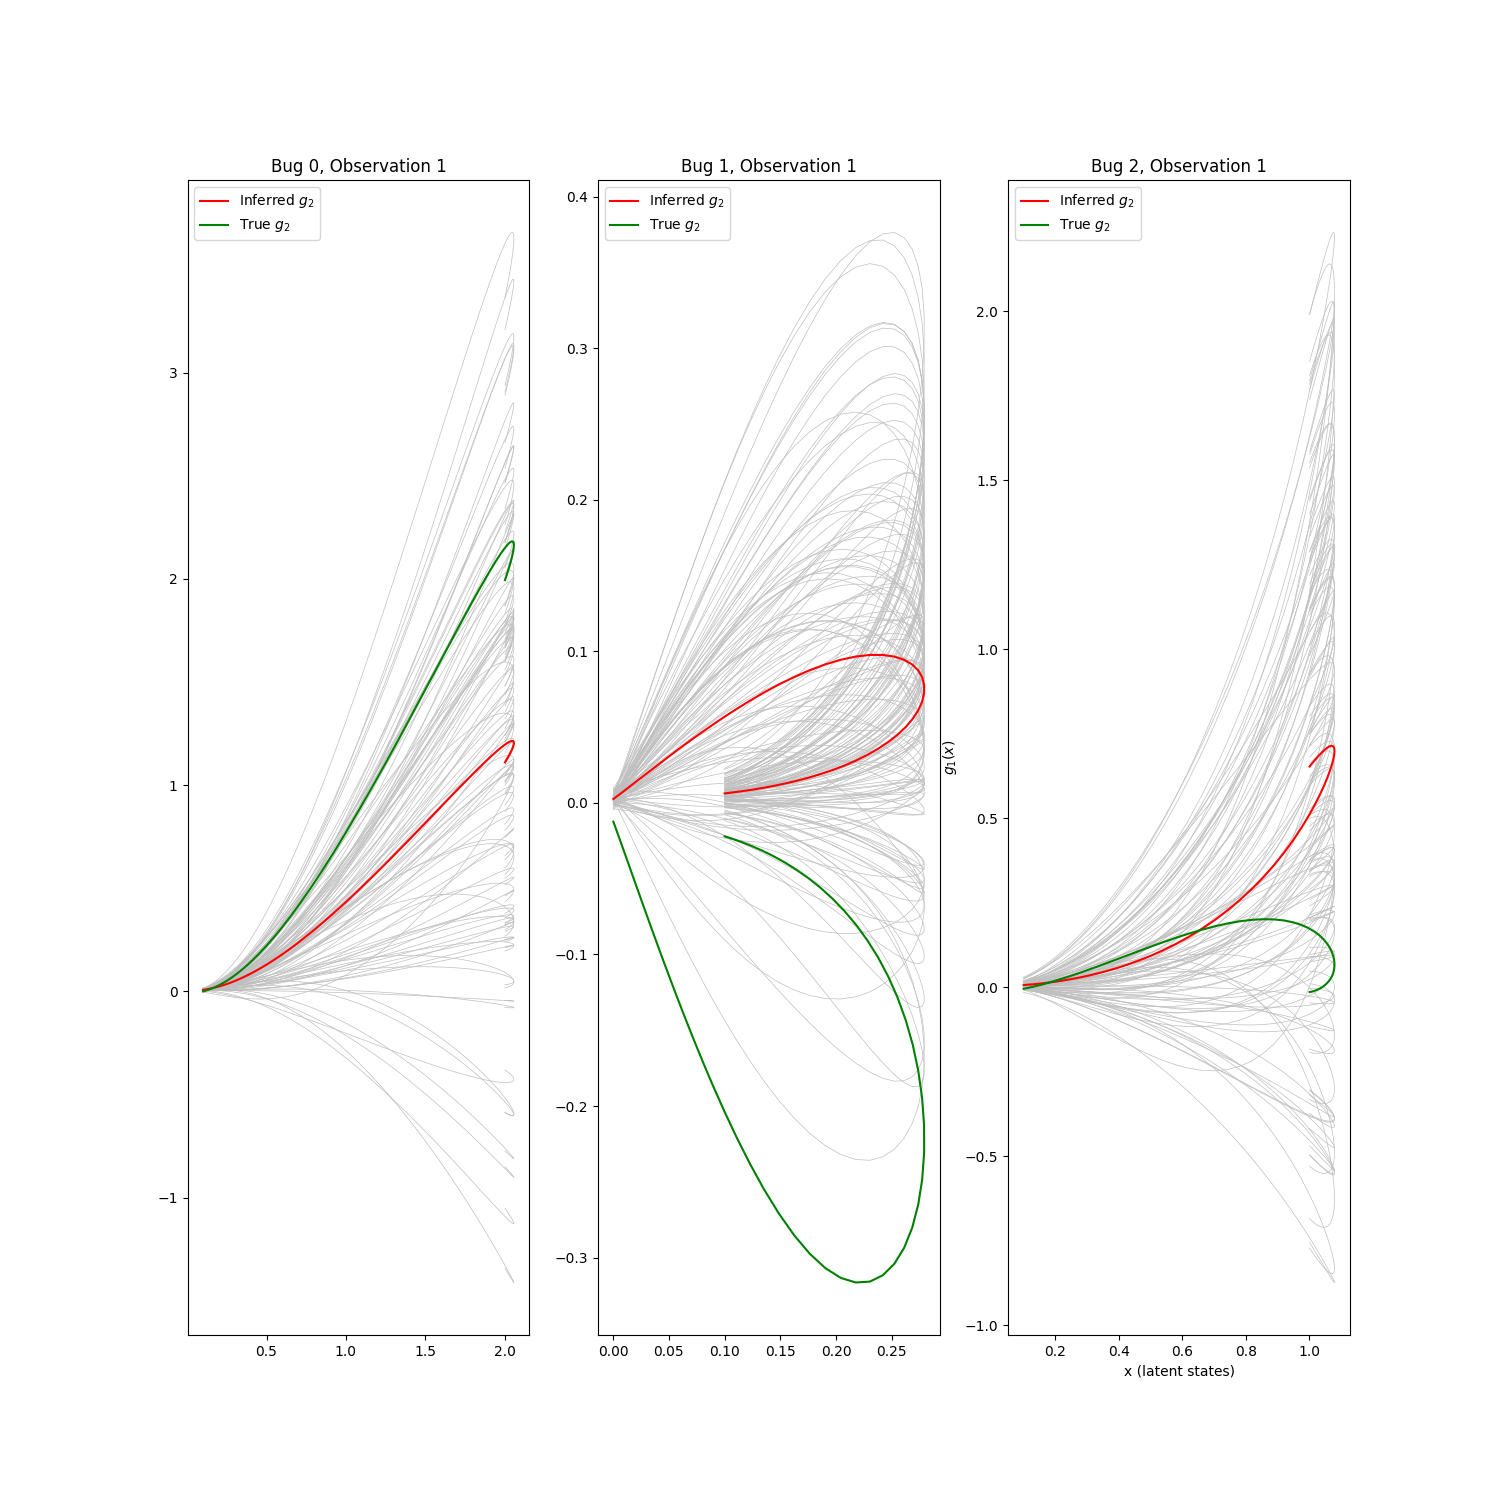 Bug 0, Observation 1
Inferred g₂
True g₂
3
2
1
0
−1
0.5 1.0 1.5 2.0
Bug 1, Observation 1
Inferred g₂
True g₂
0.4
0.3
0.2
0.1
0.0
−0.1
−0.2
−0.3
0.00 0.05 0.10 0.15 0.20 0.25
Bug 2, Observation 1
Inferred g₂
True g₂
g₁(x)
2.0
1.5
1.0
0.5
0.0
−0.5
−1.0
0.2 0.4 0.6 0.8 1.0
x (latent states)